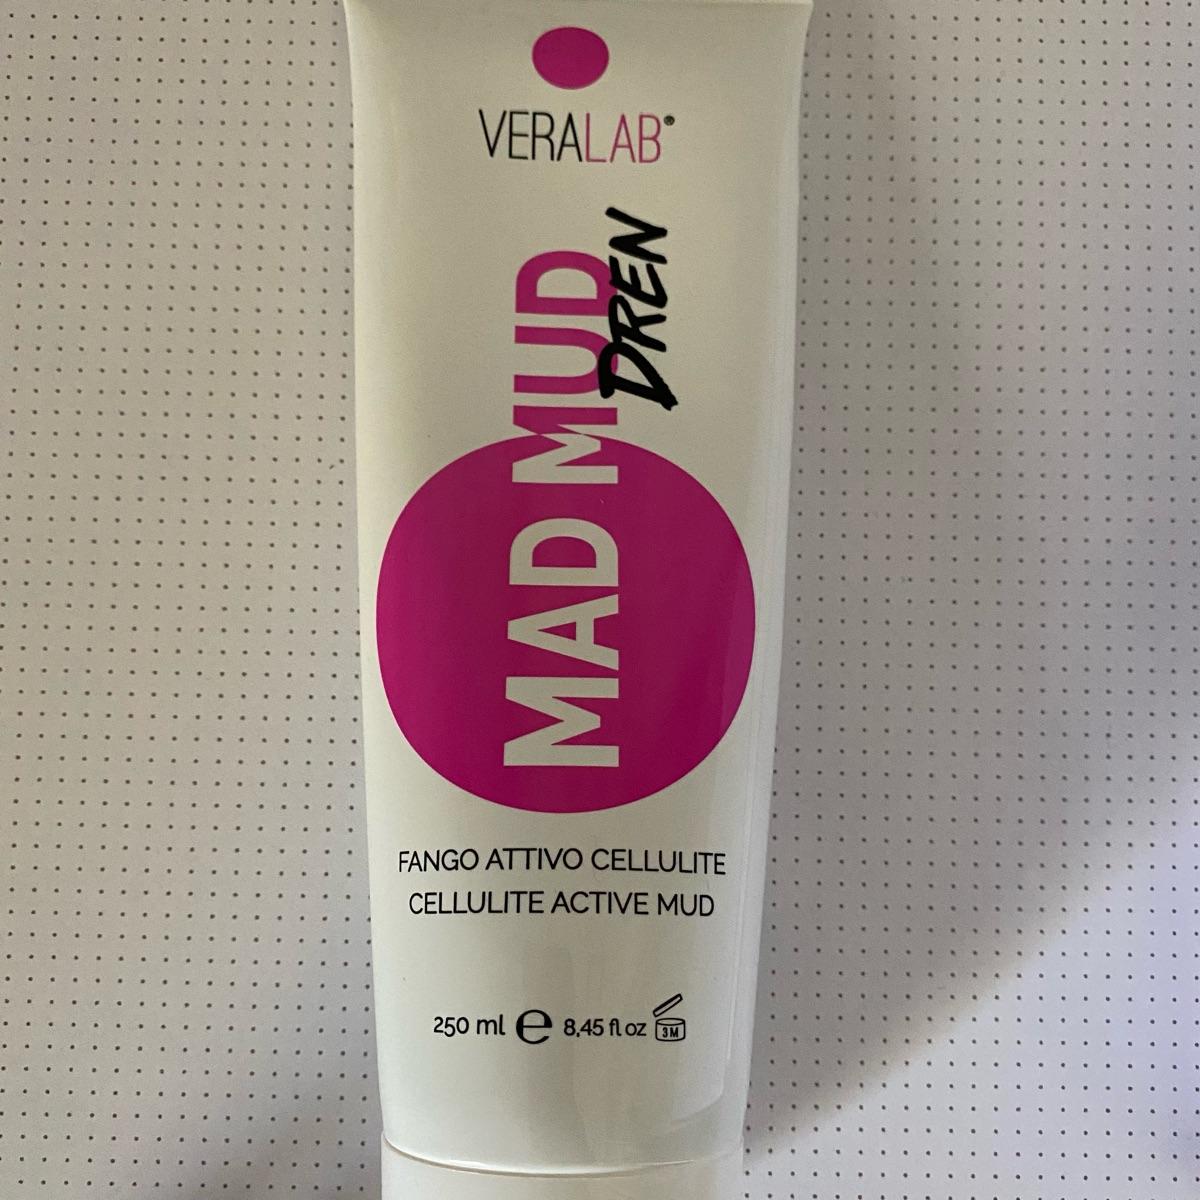 VERALAB®
MAD MUD
DREN
FANGO ATTIVO CELLULITE
CELLULITE ACTIVE MUD
250 ml e 8,45 fl oz 3M